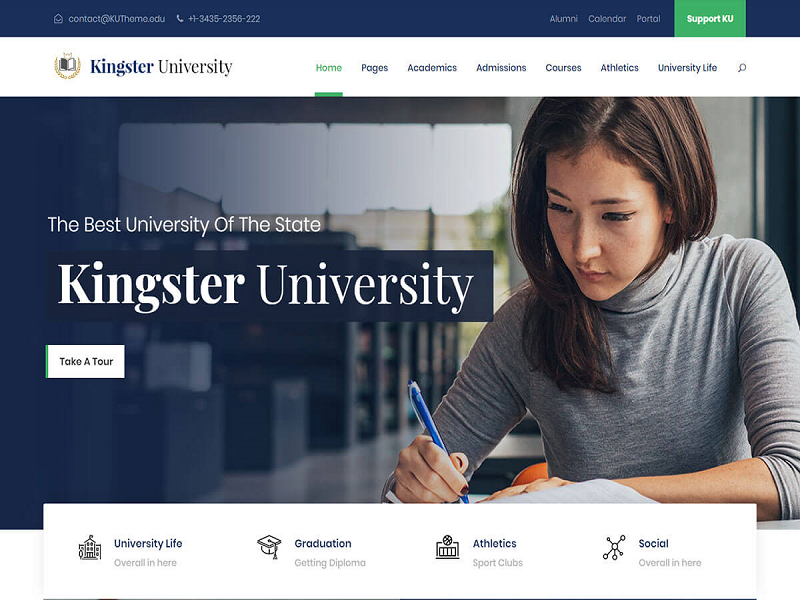 contact@KUTheme.edu +1-3435-2356-222 Alumni Calendar Portal Support KU
Kingster University Home Pages Academics Admissions Courses Athletics University Life
The Best University Of The State
Kingster University
Take A Tour
University Life Graduation Athletics Social
Overall in here Getting Diploma Sport Clubs Overall in here